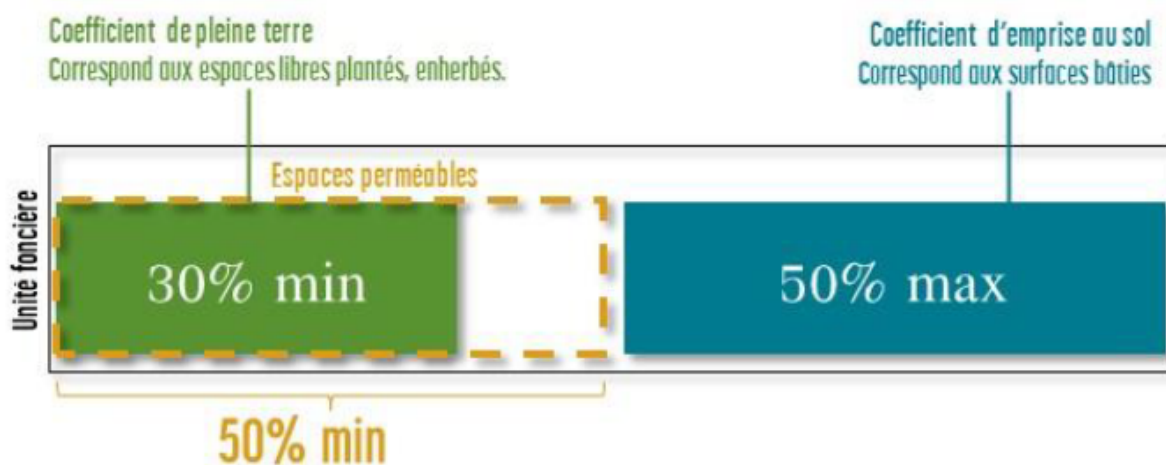 Coefficient de pleine terre
Correspond aux espaces libres plantés, enherbés.
Coefficient d'emprise au sol
Correspond aux surfaces bâties
Unité foncière
Espaces perméables
30% min
50% max
50% min